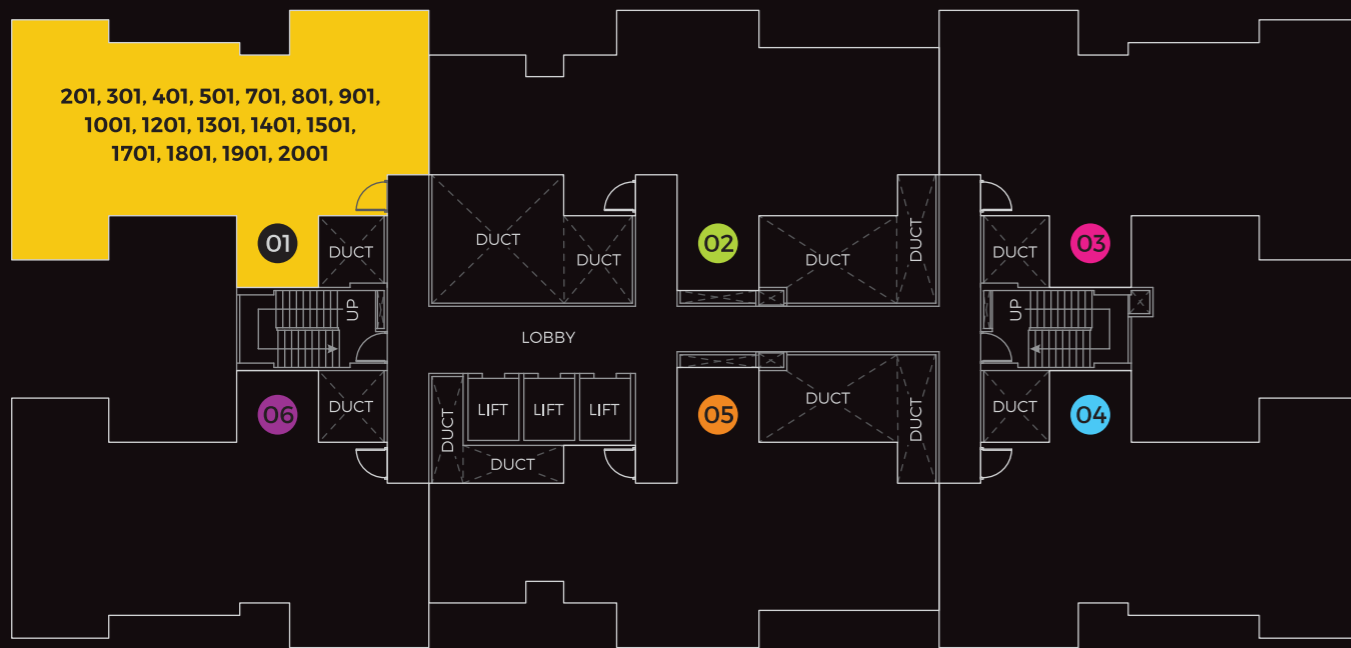 201, 301, 401, 501, 701, 801, 901,
1001, 1201, 1301, 1401, 1501,
1701, 1801, 1901, 2001
01
DUCT
DUCT
DUCT
02
DUCT
DUCT
DUCT
03
UP
LOBBY
UP
06
DUCT
DUCT
LIFT
LIFT
LIFT
DUCT
05
DUCT
DUCT
DUCT
04